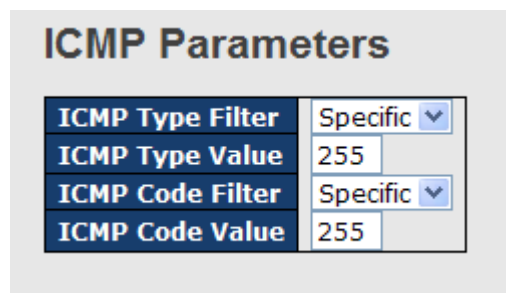 ICMP Parameters
ICMP Type Filter Specific
ICMP Type Value 255
ICMP Code Filter Specific
ICMP Code Value 255